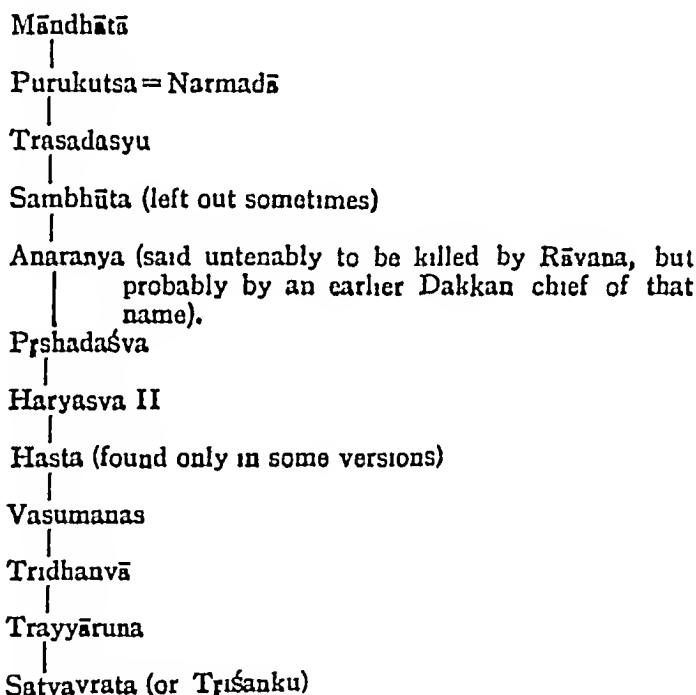 Māndhātā
Purukutsa = Narmadā
Trasadasyu
Sambhūta (left out sometimes)
Anaranya (said untenably to be killed by Rāvana, but
probably by an earlier Dakkan chief of that
name).
Pṛshadaśva
Haryasva II
Hasta (found only in some versions)
Vasumanas
Tridhanvā
Trayyāruna
Satyavrata (or Tṛiśanku)